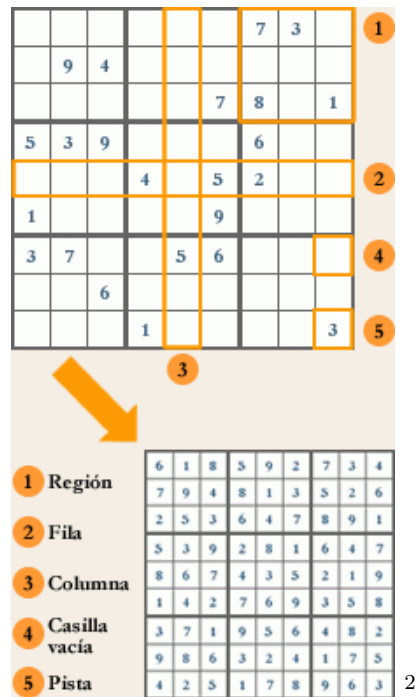 7 3 1
9 4
7 8 1
5 3 9 6
4 5 2 2
1 9
3 7 5 6 4
6
1 3 5
3
1 Región
2 Fila
3 Columna
4 Casilla
vacía
5 Pista
6 1 8 5 9 2 7 3 4
7 9 4 8 1 3 5 2 6
2 5 3 6 4 7 8 9 1
5 3 9 2 8 1 6 4 7
8 6 7 4 3 5 2 1 9
1 4 2 7 6 9 3 5 8
3 7 1 9 5 6 4 8 2
9 8 6 3 2 4 1 7 5
4 2 5 1 7 8 9 6 3
2